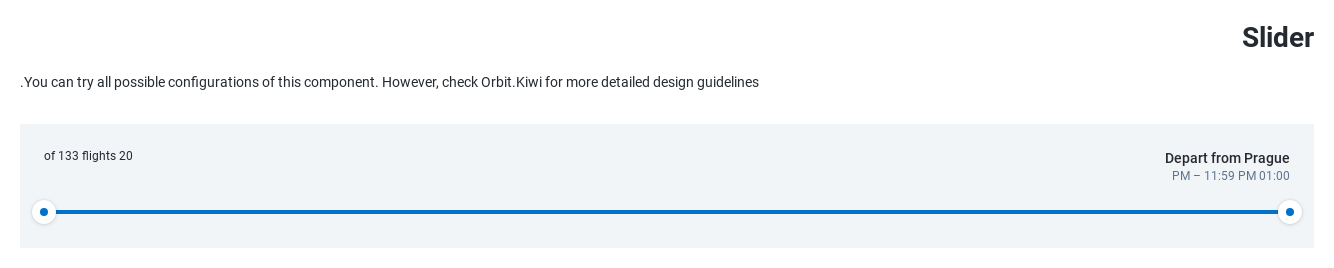 Slider
.You can try all possible configurations of this component. However, check Orbit.Kiwi for more detailed design guidelines
Depart from Prague
of 133 flights 20
PM – 11:59 PM 01:00